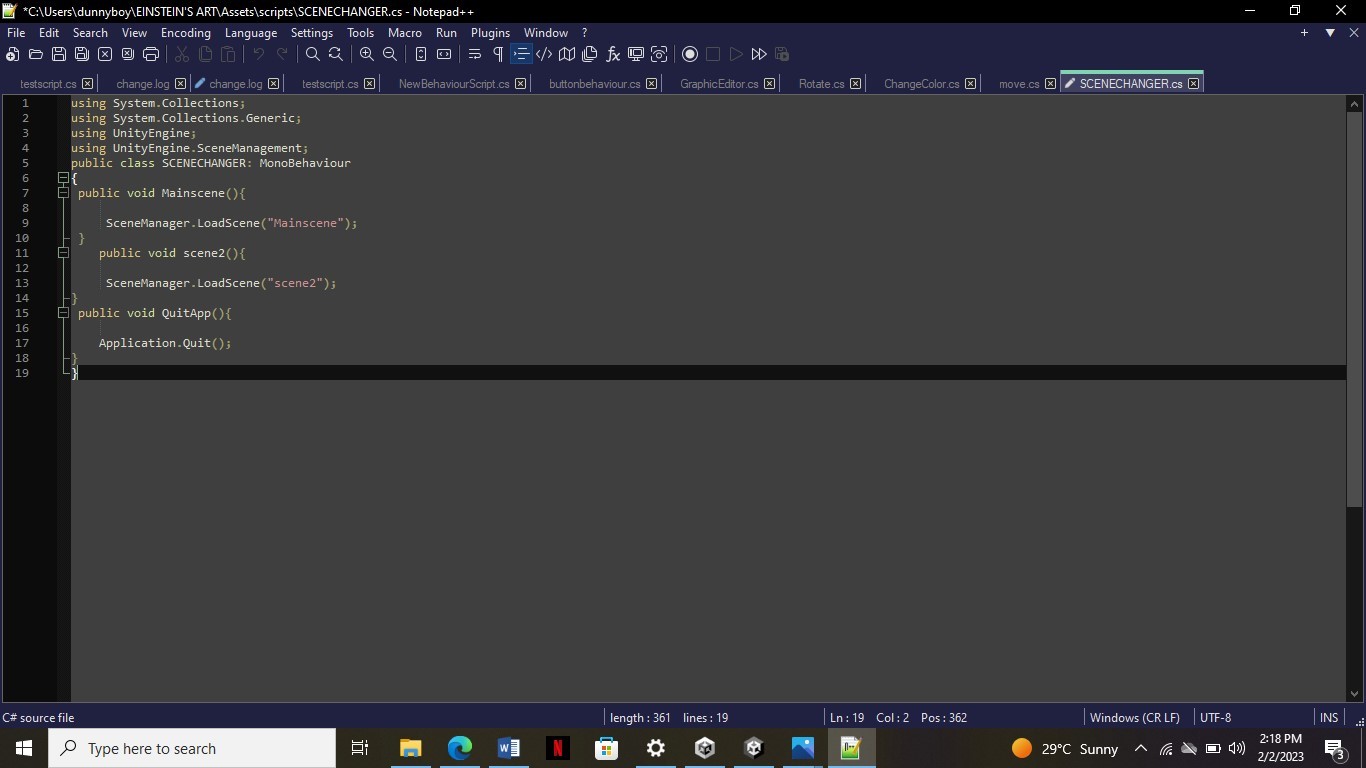 *C:\Users\dunnyboy\EINSTEIN'S ART\Assets\scripts\SCENECHANGER.cs - Notepad++
File Edit Search View Encoding Language Settings Tools Macro Run Plugins Window ?
testscript.cs change.log change.log testscript.cs NewBehaviourScript.cs buttonbehaviour.cs GraphicEditor.cs Rotate.cs ChangeColor.cs move.cs SCENECHANGER.cs
1 using System.Collections;
2 using System.Collections.Generic;
3 using UnityEngine;
4 using UnityEngine.SceneManagement;
5 public class SCENECHANGER: MonoBehaviour
6 {
7 public void Mainscene(){
8
9 SceneManager.LoadScene("Mainscene");
10 }
11 public void scene2(){
12
13 SceneManager.LoadScene("scene2");
14 }
15 public void QuitApp(){
16
17 Application.Quit();
18 }
19 }
C# source file length : 361 lines : 19 Ln : 19 Col : 2 Pos : 362 Windows (CR LF) UTF-8 INS
Type here to search 29°C Sunny 2:18 PM
2/2/2023 3